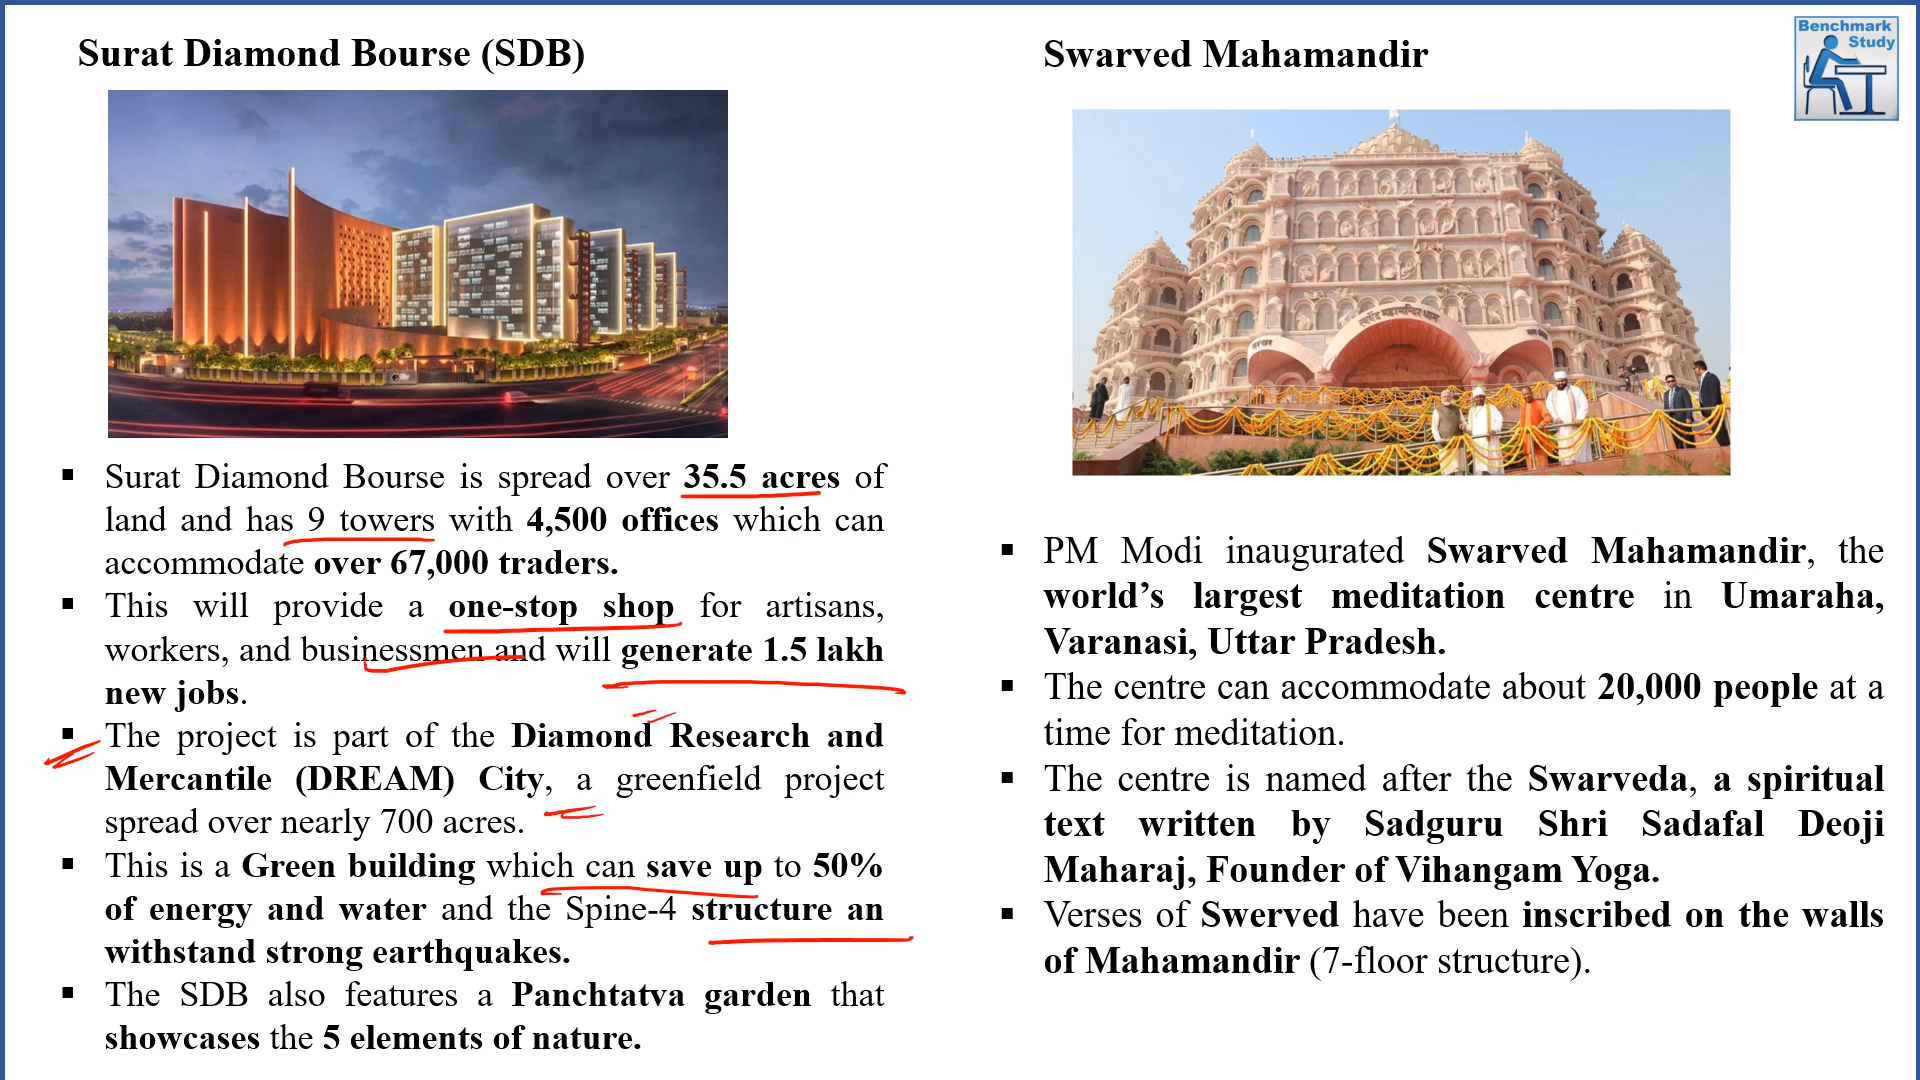 Surat Diamond Bourse (SDB)
Surat Diamond Bourse is spread over 35.5 acres of
land and has 9 towers with 4,500 offices which can
accommodate over 67,000 traders.
This will provide a one-stop shop for artisans,
workers, and businessmen and will generate 1.5 lakh
new jobs.
The project is part of the Diamond Research and
Mercantile (DREAM) City, a greenfield project
spread over nearly 700 acres.
This is a Green building which can save up to 50%
of energy and water and the Spine-4 structure an
withstand strong earthquakes.
The SDB also features a Panchtatva garden that
showcases the 5 elements of nature.
Swarved Mahamandir
Benchmark
Study
स्वर्वेद महामन्दिर धाम
PM Modi inaugurated Swarved Mahamandir, the
world’s largest meditation centre in Umaraha,
Varanasi, Uttar Pradesh.
The centre can accommodate about 20,000 people at a
time for meditation.
The centre is named after the Swarveda, a spiritual
text written by Sadguru Shri Sadafal Deoji
Maharaj, Founder of Vihangam Yoga.
Verses of Swerved have been inscribed on the walls
of Mahamandir (7-floor structure).